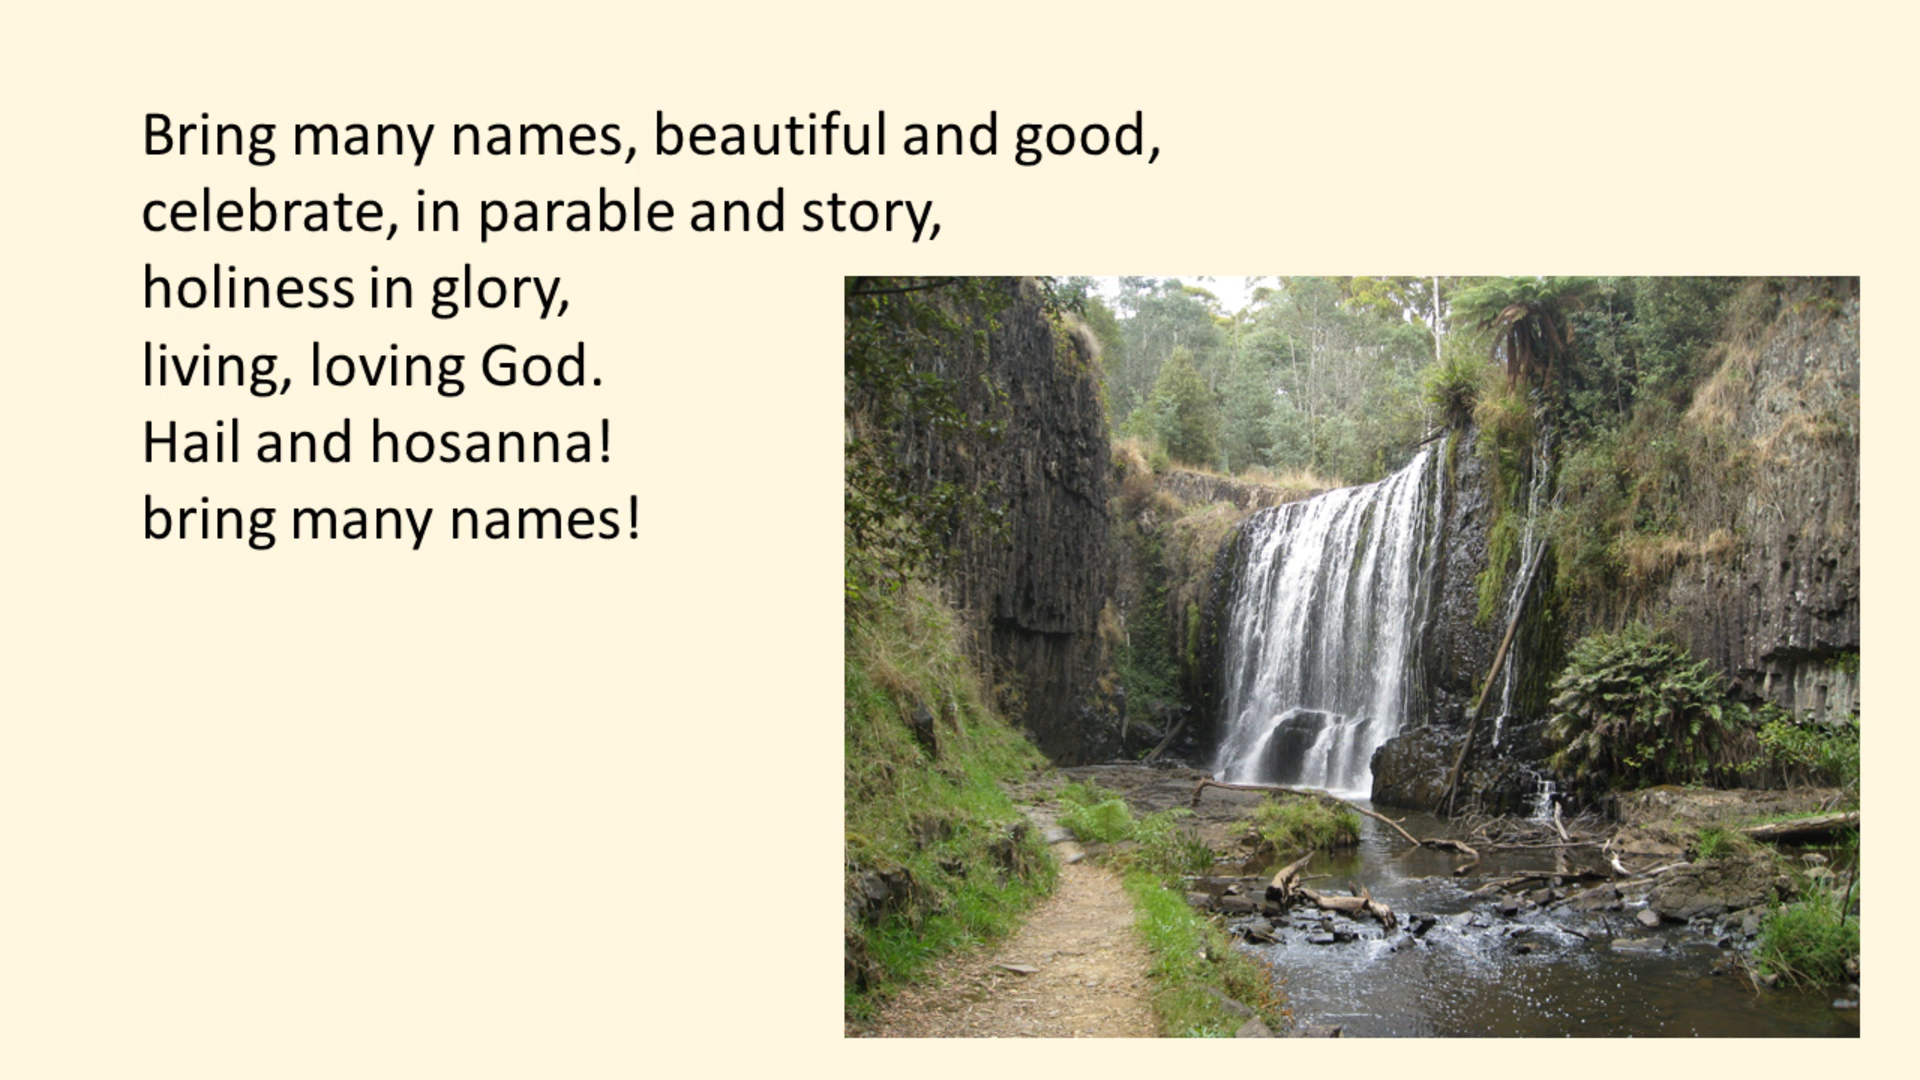 Bring many names, beautiful and good,
celebrate, in parable and story,
holiness in glory,
living, loving God.
Hail and hosanna!
bring many names!